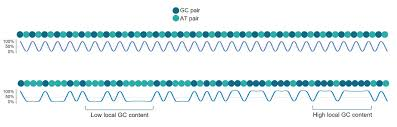 GC pair
AT pair
100%
50%
0%
100%
50%
0%
Low local GC content
High local GC content